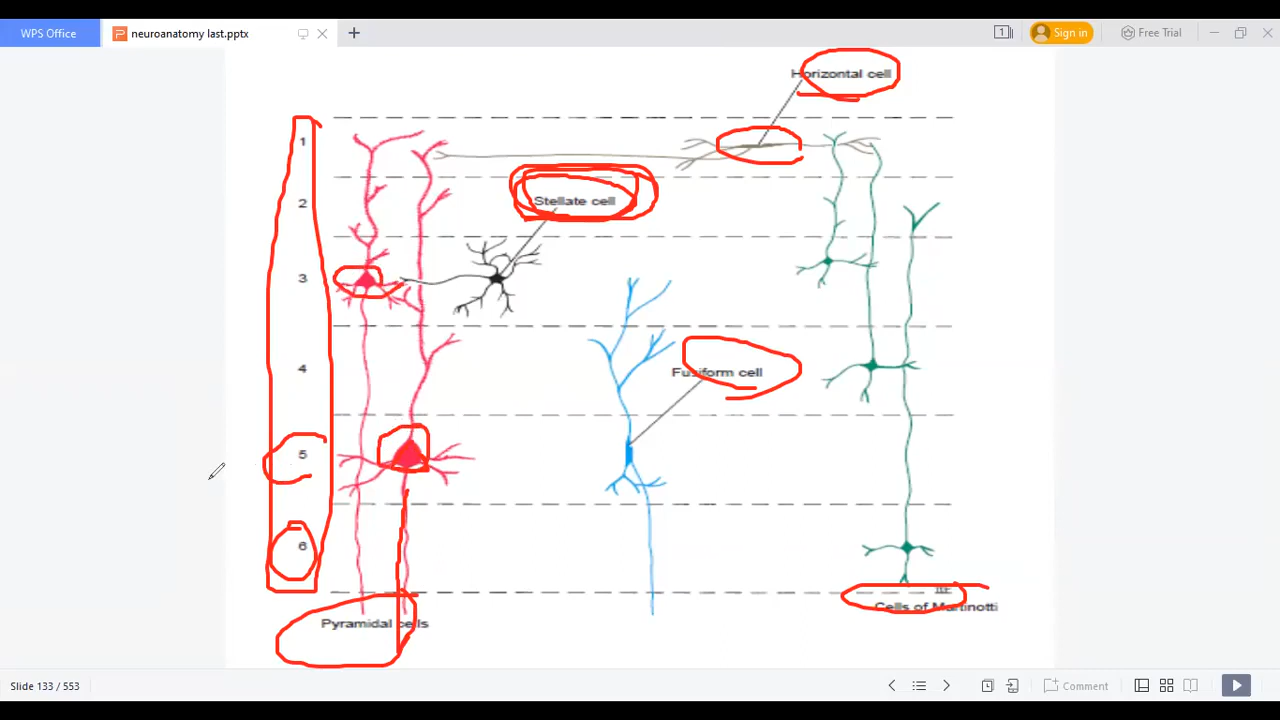 WPS Office
neuroanatomy last.pptx
1
Sign in
Free Trial
Horizontal cell
1
Stellate cell
2
3
4
Fusiform cell
5
6
Cells of Martinotti
Pyramidal cells
Slide 133 / 553
Comment